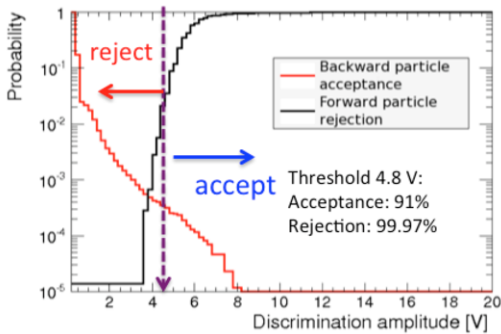 Probability
1
10-1
10-2
10-3
10-4
10-5
reject
accept
Backward particle
acceptance
Forward particle
rejection
Threshold 4.8 V:
Acceptance: 91%
Rejection: 99.97%
2 4 6 8 10 12 14 16 18 20
Discrimination amplitude [V]